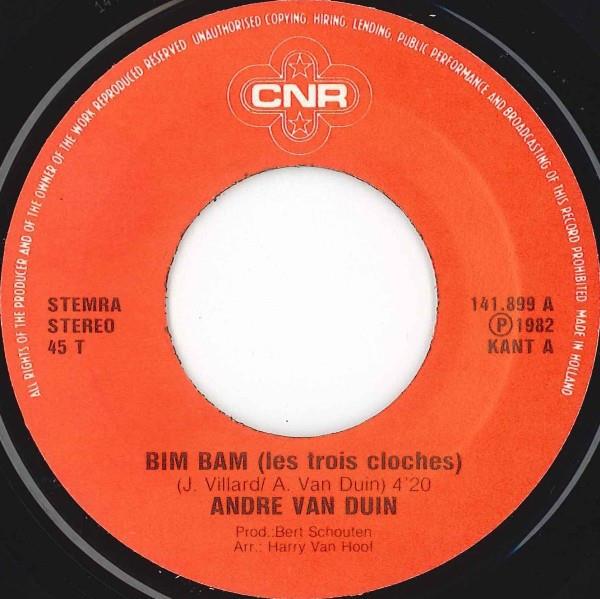 ALL RIGHTS OF THE PRODUCER AND OF THE OWNER OF THE WORK REPRODUCED RESERVED UNAUTHORISED COPYING, HIRING, LENDING, PUBLIC PERFORMANCE AND BROADCASTING OF THIS RECORD PROHIBITED MADE IN HOLLAND
CNR
STEMRA
STEREO
45 T
141.899 A
Ⓟ 1982
KANT A
BIM BAM (les trois cloches)
(J. Villard/ A. Van Duin) 4'20
ANDRE VAN DUIN
Prod.:Bert Schouten
Arr.: Harry Van Hoof